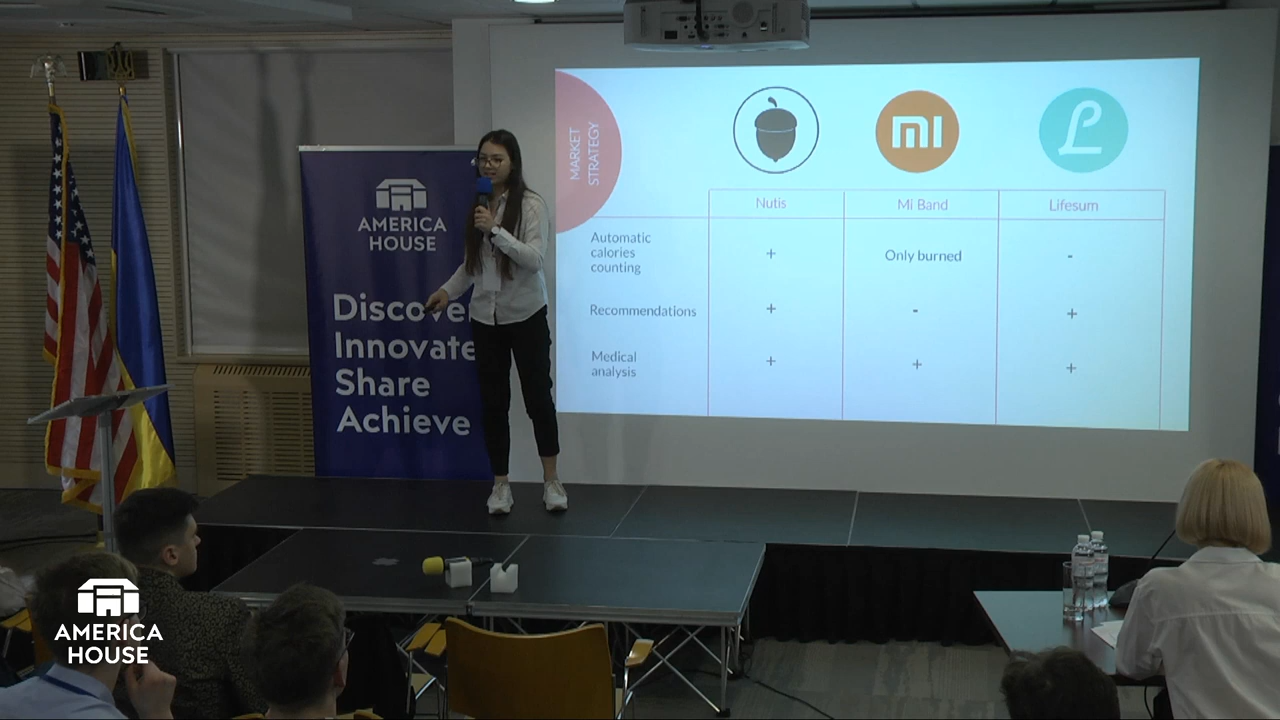 AMERICA
HOUSE
Discover
Innovate
Share
Achieve
MARKET
STRATEGY
mi
L
Nutis
Mi Band
Lifesum
Automatic
calories
counting
+
Only burned
-
Recommendations
+
-
+
Medical
analysis
+
+
+
AMERICA
HOUSE